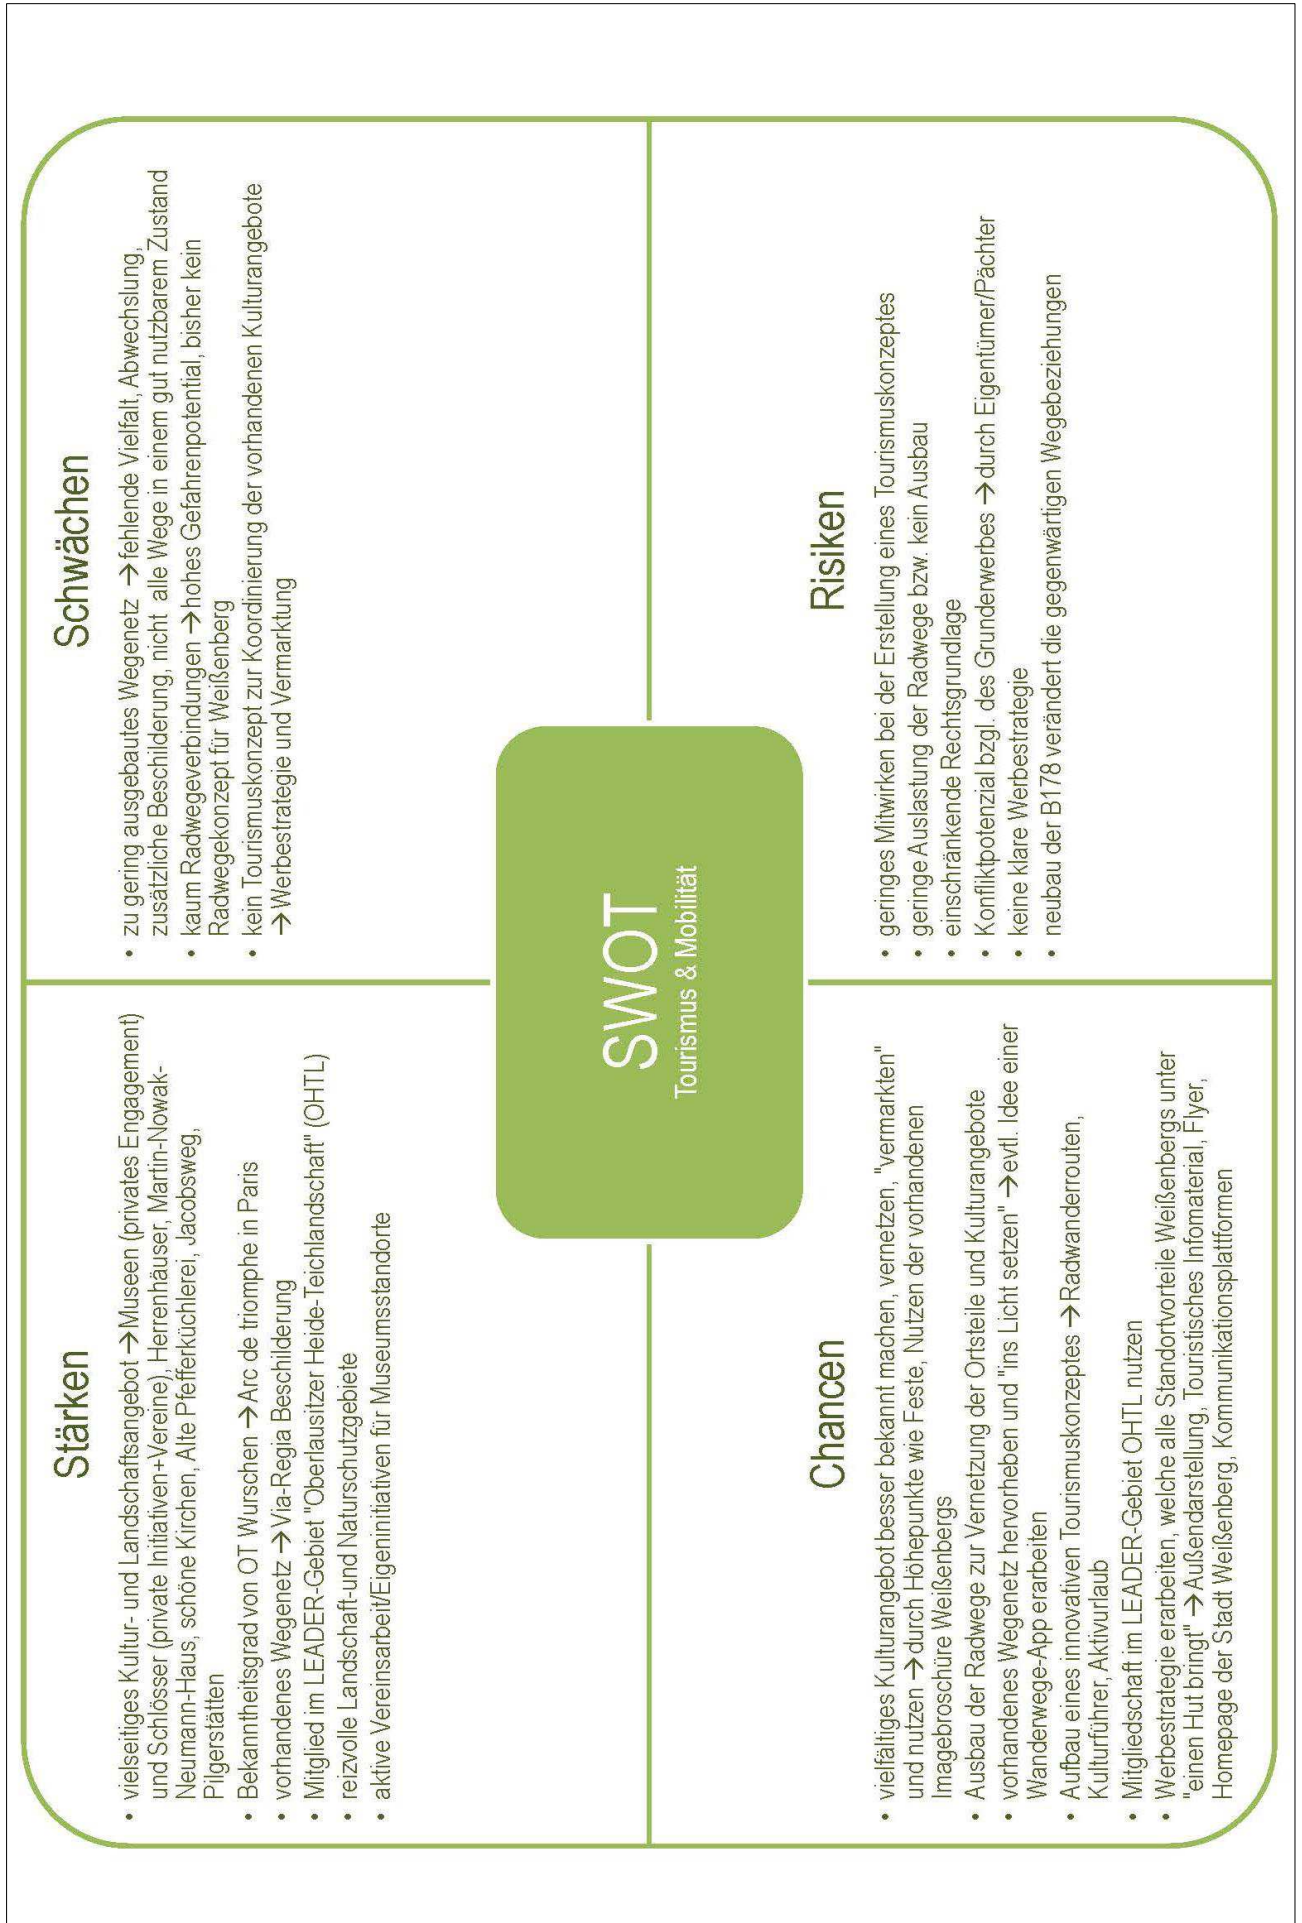 Stärken
• vielseitiges Kultur- und Landschaftsangebot →Museen (privates Engagement)
und Schlösser (private Initiativen+Vereine), Herrenhäuser, Martin-Nowak-
Neumann-Haus, schöne Kirchen, Alte Pfefferküchlerei, Jacobsweg,
Pilgerstätten
• Bekanntheitsgrad von OT Wurschen →Arc de triomphe in Paris
• vorhandenes Wegenetz →Via-Regia Beschilderung
• Mitglied im LEADER-Gebiet "Oberlausitzer Heide-Teichlandschaft" (OHTL)
• reizvolle Landschaft-und Naturschutzgebiete
• aktive Vereinsarbeit/Eigeninitiativen für Museumsstandorte
Schwächen
• zu gering ausgebautes Wegenetz →fehlende Vielfalt, Abwechslung,
zusätzliche Beschilderung, nicht alle Wege in einem gut nutzbarem Zustand
• kaum Radwegeverbindungen →hohes Gefahrenpotential, bisher kein
Radwegekonzept für Weißenberg
• kein Tourismuskonzept zur Koordinierung der vorhandenen Kulturangebote
→Werbestrategie und Vermarktung
SWOT
Tourismus & Mobilität
Chancen
• vielfältiges Kulturangebot besser bekannt machen, vernetzen, "vermarkten"
und nutzen →durch Höhepunkte wie Feste, Nutzen der vorhandenen
Imagebroschüre Weißenbergs
• Ausbau der Radwege zur Vernetzung der Ortsteile und Kulturangebote
• vorhandenes Wegenetz hervorheben und "ins Licht setzen" →evtl. Idee einer
Wanderwege-App erarbeiten
• Aufbau eines innovativen Tourismuskonzeptes →Radwanderrouten,
Kulturführer, Aktivurlaub
• Mitgliedschaft im LEADER-Gebiet OHTL nutzen
• Werbestrategie erarbeiten, welche alle Standortvorteile Weißenbergs unter
"einen Hut bringt" →Außendarstellung, Touristisches Infomaterial, Flyer,
Homepage der Stadt Weißenberg, Kommunikationsplattformen
Risiken
• geringes Mitwirken bei der Erstellung eines Tourismuskonzeptes
• geringe Auslastung der Radwege bzw. kein Ausbau
• einschränkende Rechtsgrundlage
• Konfliktpotenzial bzgl. des Grunderwerbes →durch Eigentümer/Pächter
• keine klare Werbestrategie
• neubau der B178 verändert die gegenwärtigen Wegebeziehungen